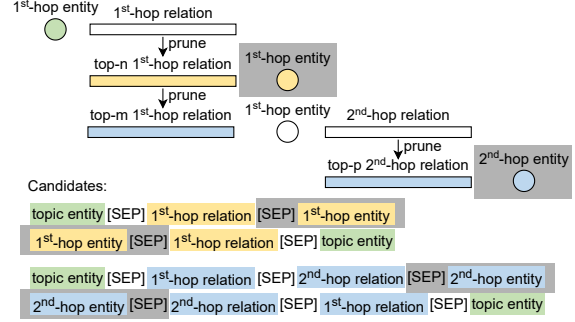 1st-hop entity
1st-hop relation
prune
top-n 1st-hop relation
1st-hop entity
prune
top-m 1st-hop relation
1st-hop entity
2nd-hop relation
prune
top-p 2nd-hop relation
2nd-hop entity
Candidates:
topic entity [SEP] 1st-hop relation [SEP] 1st-hop entity
1st-hop entity [SEP] 1st-hop relation [SEP] topic entity
topic entity [SEP] 1st-hop relation [SEP] 2nd-hop relation [SEP] 2nd-hop entity
2nd-hop entity [SEP] 2nd-hop relation [SEP] 1st-hop relation [SEP] topic entity